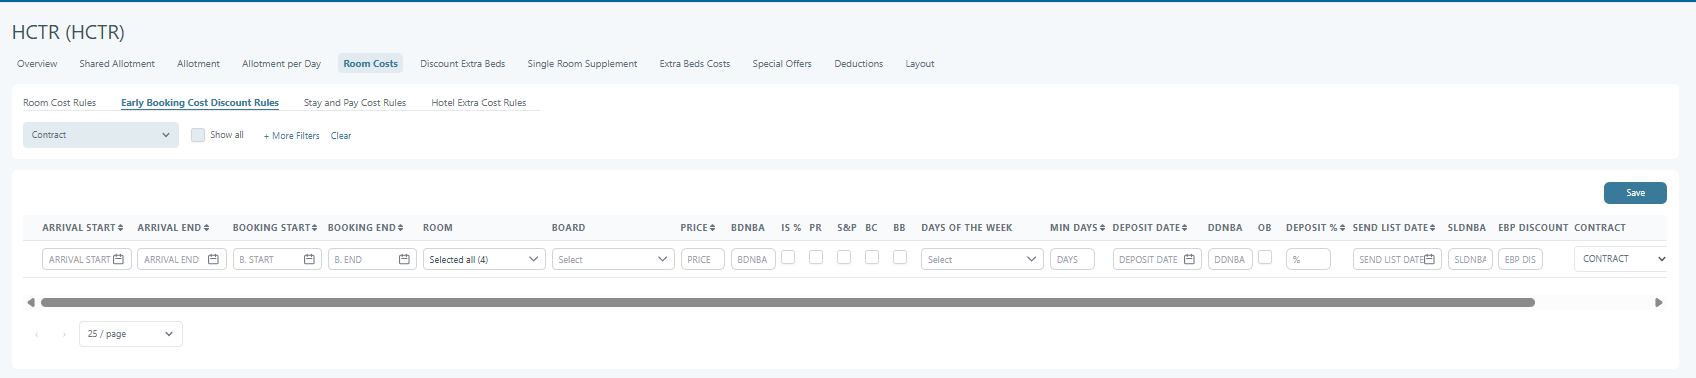 HCTR (HCTR)
Overview Shared Allotment Allotment Allotment per Day Room Costs Discount Extra Beds Single Room Supplement Extra Beds Costs Special Offers Deductions Layout
Room Cost Rules Early Booking Cost Discount Rules Stay and Pay Cost Rules Hotel Extra Cost Rules
Contract Show all + More Filters Clear
Save
ARRIVAL START ARRIVAL END BOOKING START BOOKING END ROOM BOARD PRICE BDNBA IS % PR S&P BC BB DAYS OF THE WEEK MIN DAYS DEPOSIT DATE DDNBA OB DEPOSIT % SEND LIST DATE SLDNBA EBP DISCOUNT CONTRACT
ARRIVAL START ARRIVAL END B. START B. END Selected all (4) Select PRICE BDNBA Select DAYS DEPOSIT DATE DDNBA % SEND LIST DATE SLDNBA EBP DIS CONTRACT
25 / page